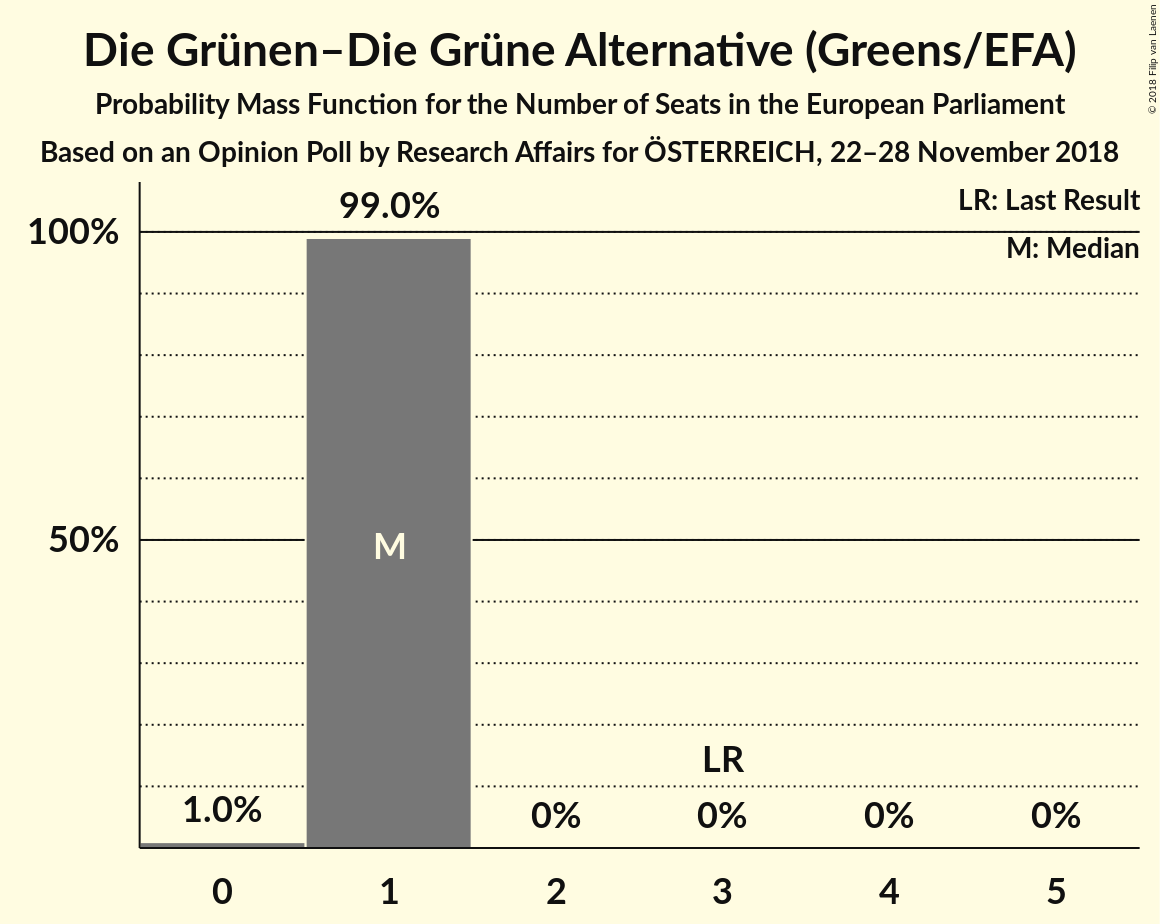 Die Grünen–Die Grüne Alternative (Greens/EFA)
Probability Mass Function for the Number of Seats in the European Parliament
Based on an Opinion Poll by Research Affairs for ÖSTERREICH, 22–28 November 2018
© 2018 Filip van Laenen
LR: Last Result
M: Median
99.0%
100%
50%
M
LR
1.0% 0% 0% 0% 0%
0 1 2 3 4 5